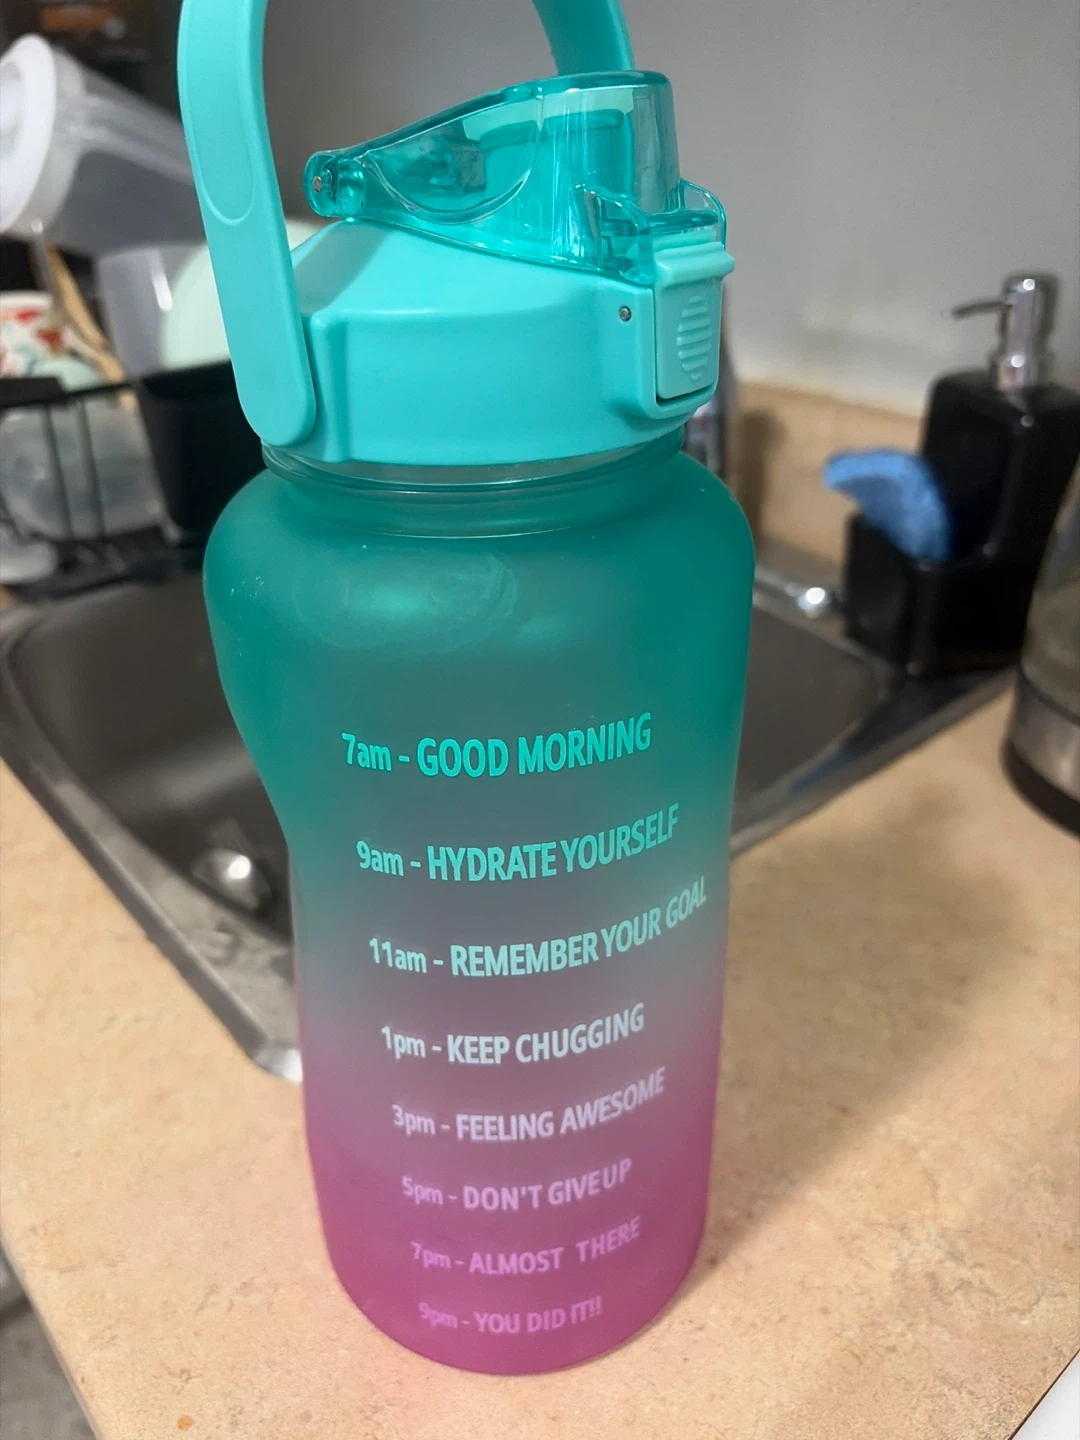 7am - GOOD MORNING
9am - HYDRATE YOURSELF
11am - REMEMBER YOUR GOAL
1pm - KEEP CHUGGING
3pm - FEELING AWESOME
5pm - DON'T GIVE UP
7pm - ALMOST THERE
9pm - YOU DID IT!!